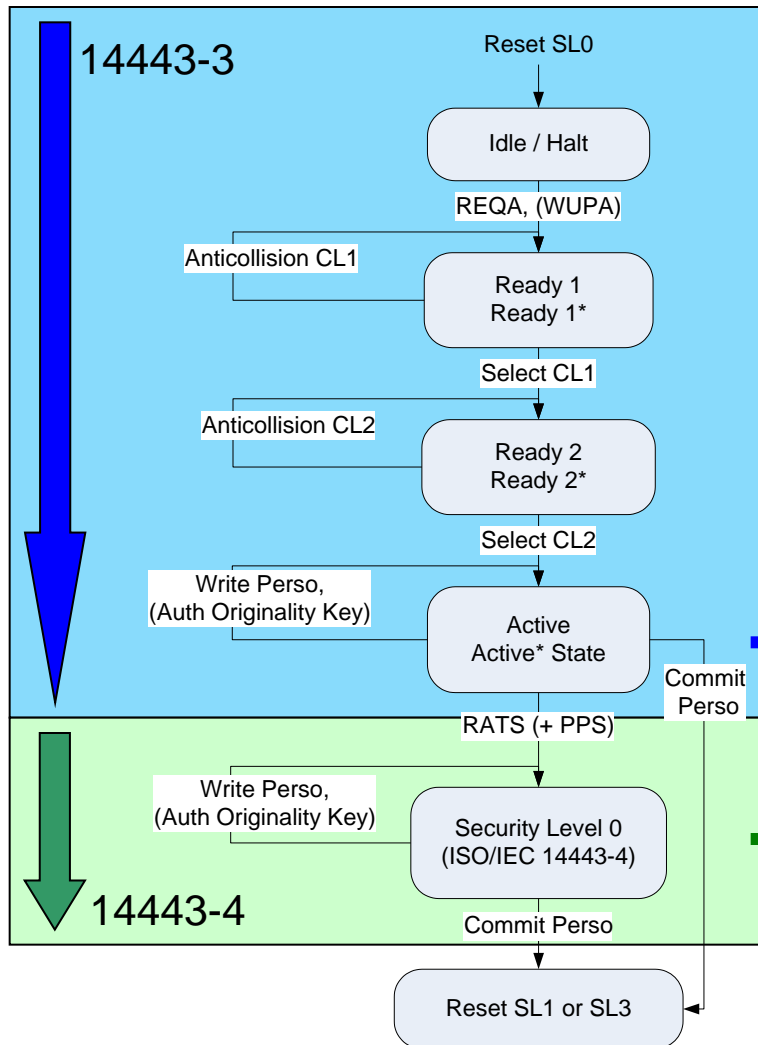 14443-3
Reset SL0
Idle / Halt
REQA, (WUPA)
Anticollision CL1
Ready 1
Ready 1*
Select CL1
Anticollision CL2
Ready 2
Ready 2*
Select CL2
Write Perso,
(Auth Originality Key)
Active
Active* State
Commit
Perso
RATS (+ PPS)
Write Perso,
(Auth Originality Key)
Security Level 0
(ISO/IEC 14443-4)
14443-4
Commit Perso
Reset SL1 or SL3